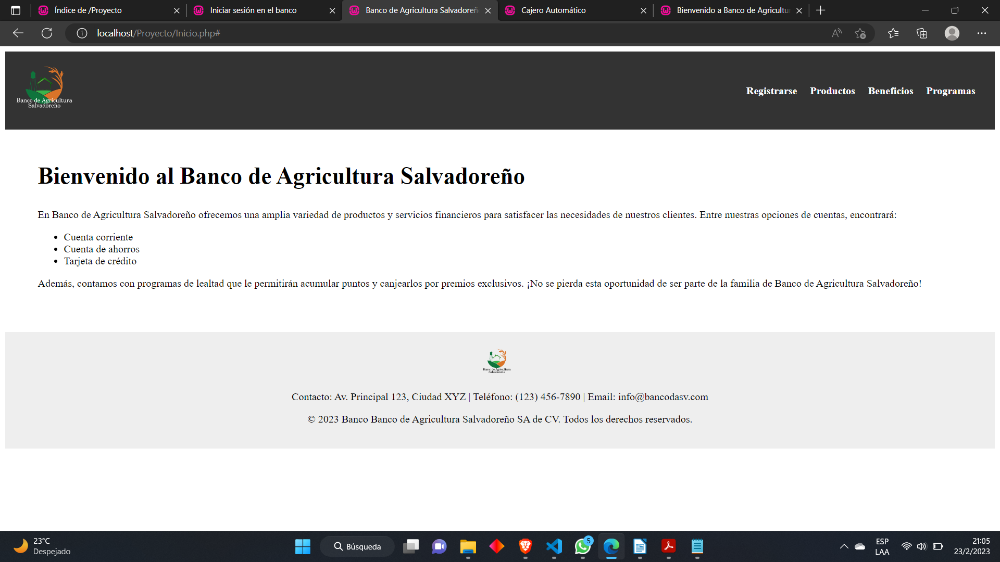 Índice de /Proyecto
Iniciar sesión en el banco
Banco de Agricultura Salvadoreñ
Cajero Automático
Bienvenido a Banco de Agricultu
localhost/Proyecto/Inicio.php#
Banco de Agricultura
Salvadoreño
Registrarse Productos Beneficios Programas
Bienvenido al Banco de Agricultura Salvadoreño
En Banco de Agricultura Salvadoreño ofrecemos una amplia variedad de productos y servicios financieros para satisfacer las necesidades de nuestros clientes. Entre nuestras opciones de cuentas, encontrará:
• Cuenta corriente
• Cuenta de ahorros
• Tarjeta de crédito
Además, contamos con programas de lealtad que le permitirán acumular puntos y canjearlos por premios exclusivos. ¡No se pierda esta oportunidad de ser parte de la familia de Banco de Agricultura Salvadoreño!
Banco de Agricultura
Salvadoreño
Contacto: Av. Principal 123, Ciudad XYZ | Teléfono: (123) 456-7890 | Email: info@bancodasv.com
© 2023 Banco Banco de Agricultura Salvadoreño SA de CV. Todos los derechos reservados.
23°C
Despejado
Búsqueda
5
ESP
LAA
21:05
23/2/2023